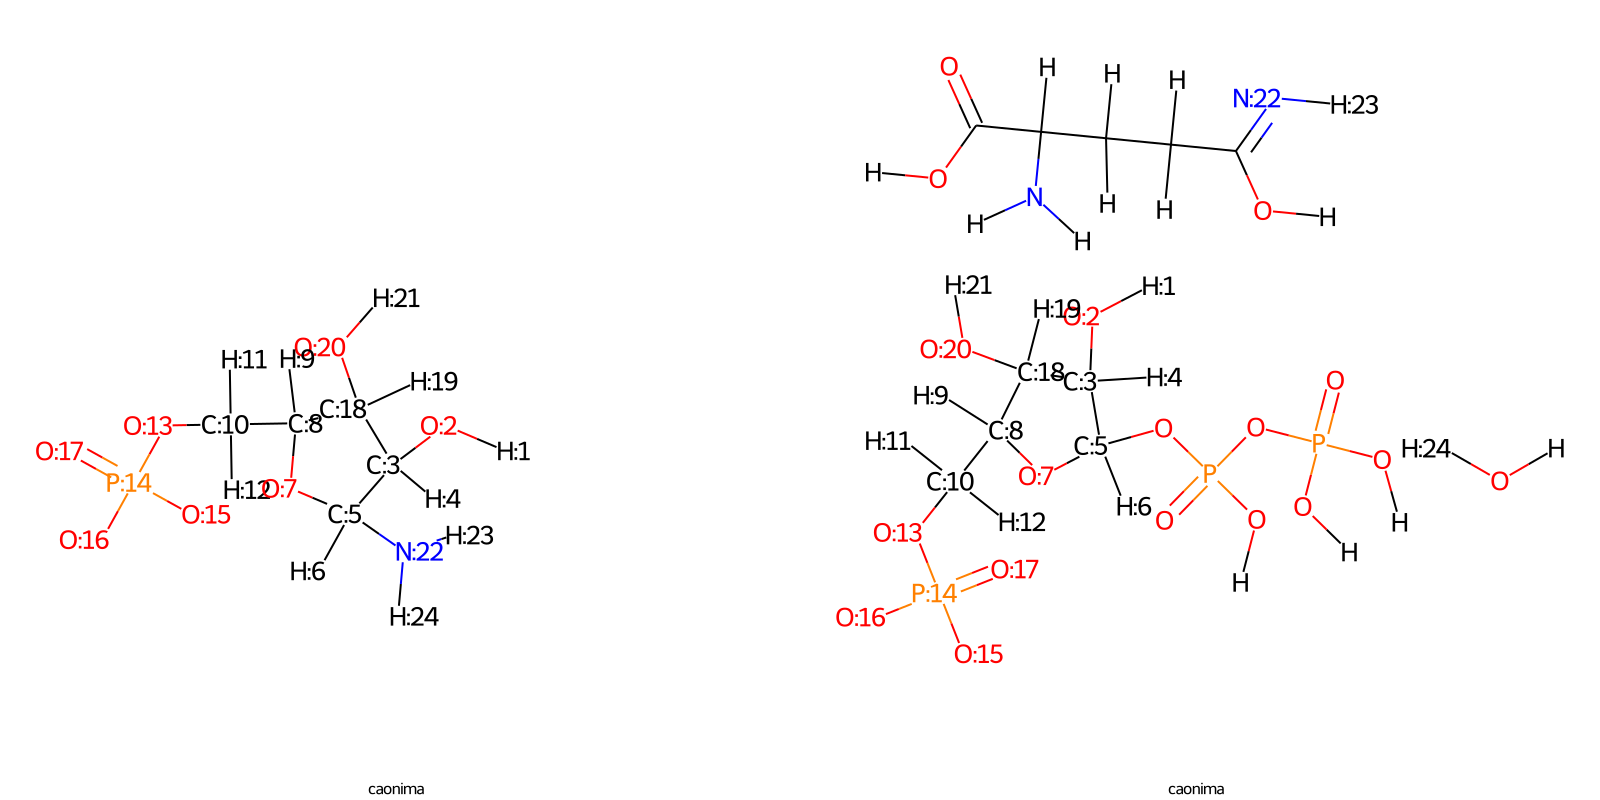 O H H H N:22 H:23
H O N H H O H
H H
H:21 H:19 O:2 H:1
O:20 C:18 C:3 H:4 O
H:9
H:11 C:8 C:5 O O P H:24 H
C:10 O:7 P O O
H:6 O O O H
O:13 H:12 H H
P:14 O:17
O:16
O:15
H:21
H:11 H:9 O:20
H:19
O:13 C:10 C:8 C:18 O:2
O:17 H:1
P:14 C:3
H:12 O:7 H:4
O:16 O:15 C:5
H:23
N:22
H:6
H:24
caonima caonima